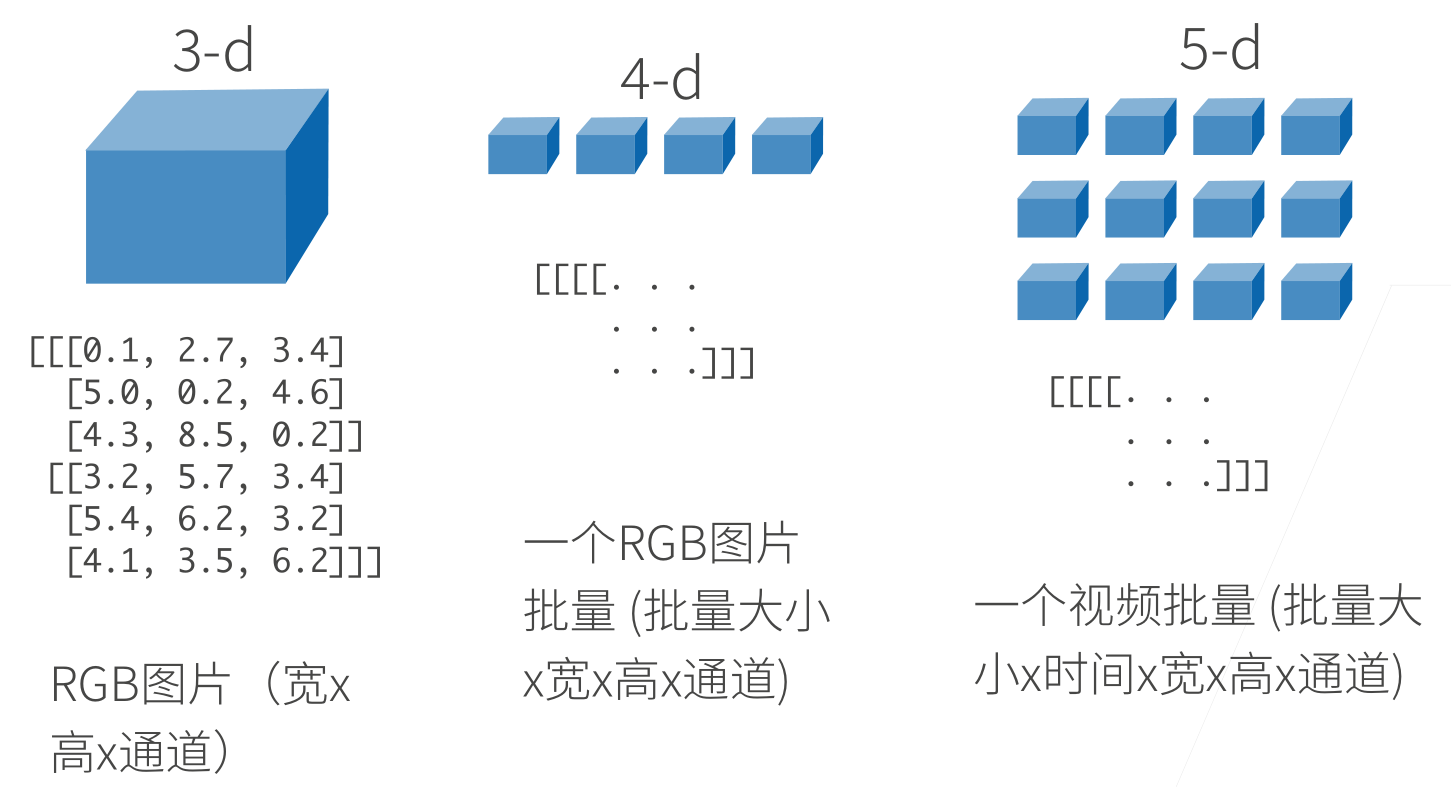 3-d
[[[0.1, 2.7, 3.4]
[5.0, 0.2, 4.6]
[4.3, 8.5, 0.2]]
[[3.2, 5.7, 3.4]
[5.4, 6.2, 3.2]
[4.1, 3.5, 6.2]]]
RGB图片（宽x
高x通道）
4-d
[[[[. . .
. . .
. . .]]]
一个RGB图片
批量 (批量大小
x宽x高x通道)
5-d
[[[[. . .
. . .
. . .]]]
一个视频批量 (批量大
小x时间x宽x高x通道)